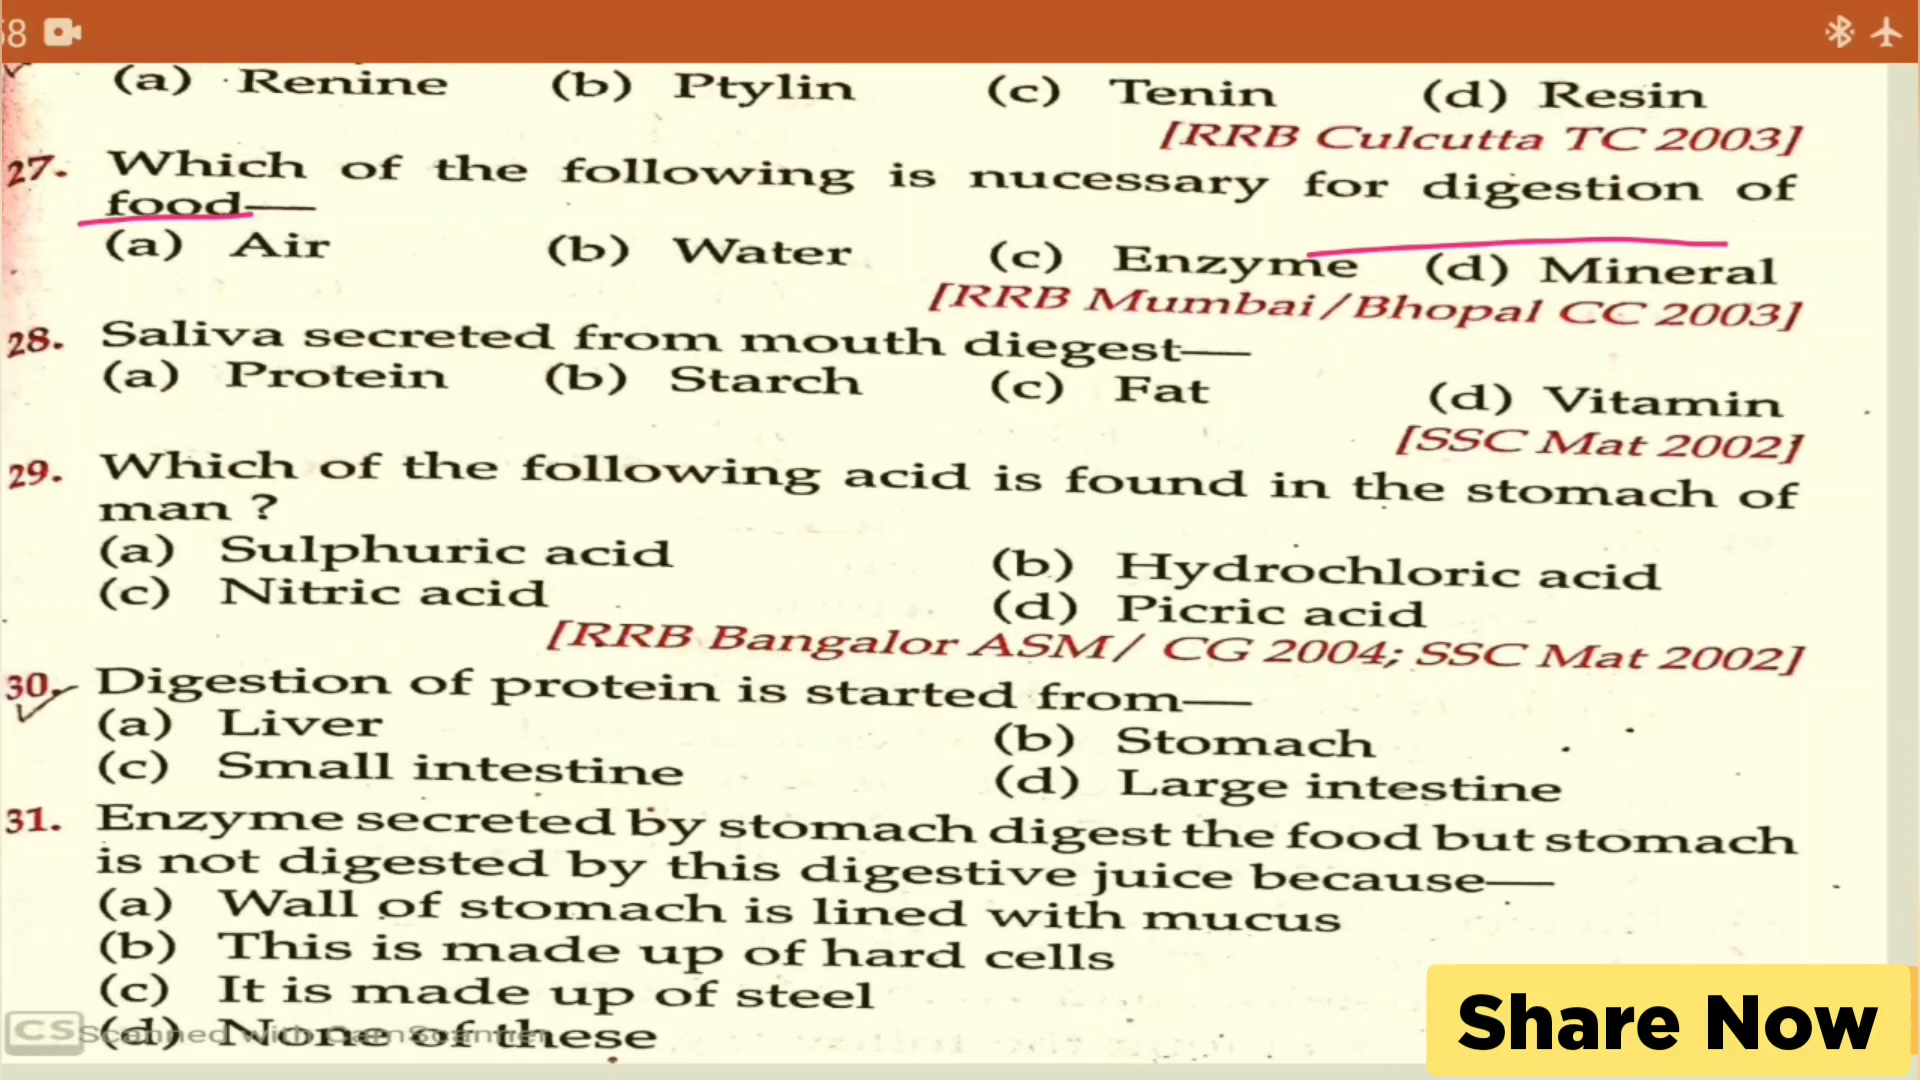 58
(a) Renine (b) Ptylin (c) Tenin (d) Resin
[RRB Culcutta TC 2003]
27. Which of the following is nucessary for digestion of
food—
(a) Air (b) Water (c) Enzyme (d) Mineral
[RRB Mumbai/Bhopal CC 2003]
28. Saliva secreted from mouth diegest—
(a) Protein (b) Starch (c) Fat (d) Vitamin
[SSC Mat 2002]
29. Which of the following acid is found in the stomach of
man ?
(a) Sulphuric acid (b) Hydrochloric acid
(c) Nitric acid (d) Picric acid
[RRB Bangalor ASM/ CG 2004; SSC Mat 2002]
30. Digestion of protein is started from—
(a) Liver (b) Stomach
(c) Small intestine (d) Large intestine
31. Enzyme secreted by stomach digest the food but stomach
is not digested by this digestive juice because—
(a) Wall of stomach is lined with mucus
(b) This is made up of hard cells
(c) It is made up of steel
(d) None of these
CS Scanned with CamScanner
Share Now